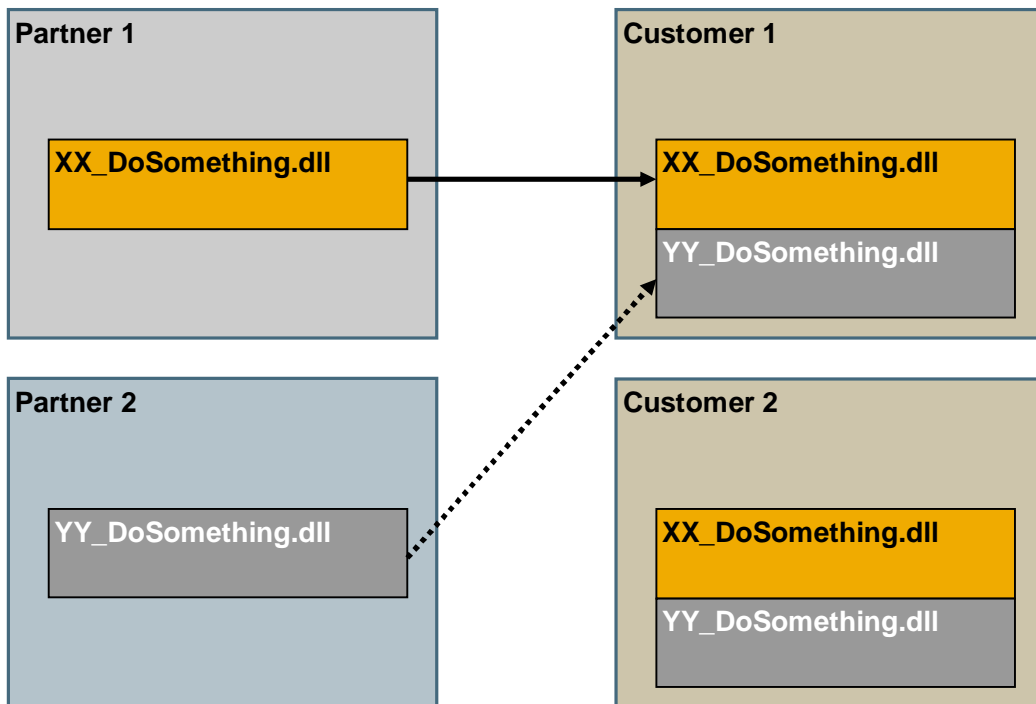 Partner 1
XX_DoSomething.dll
Customer 1
XX_DoSomething.dll
YY_DoSomething.dll
Partner 2
YY_DoSomething.dll
Customer 2
XX_DoSomething.dll
YY_DoSomething.dll